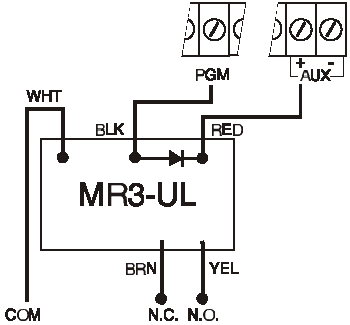 + -
PGM AUX
WHT
BLK RED
MR3-UL
BRN YEL
COM N.C. N.O.